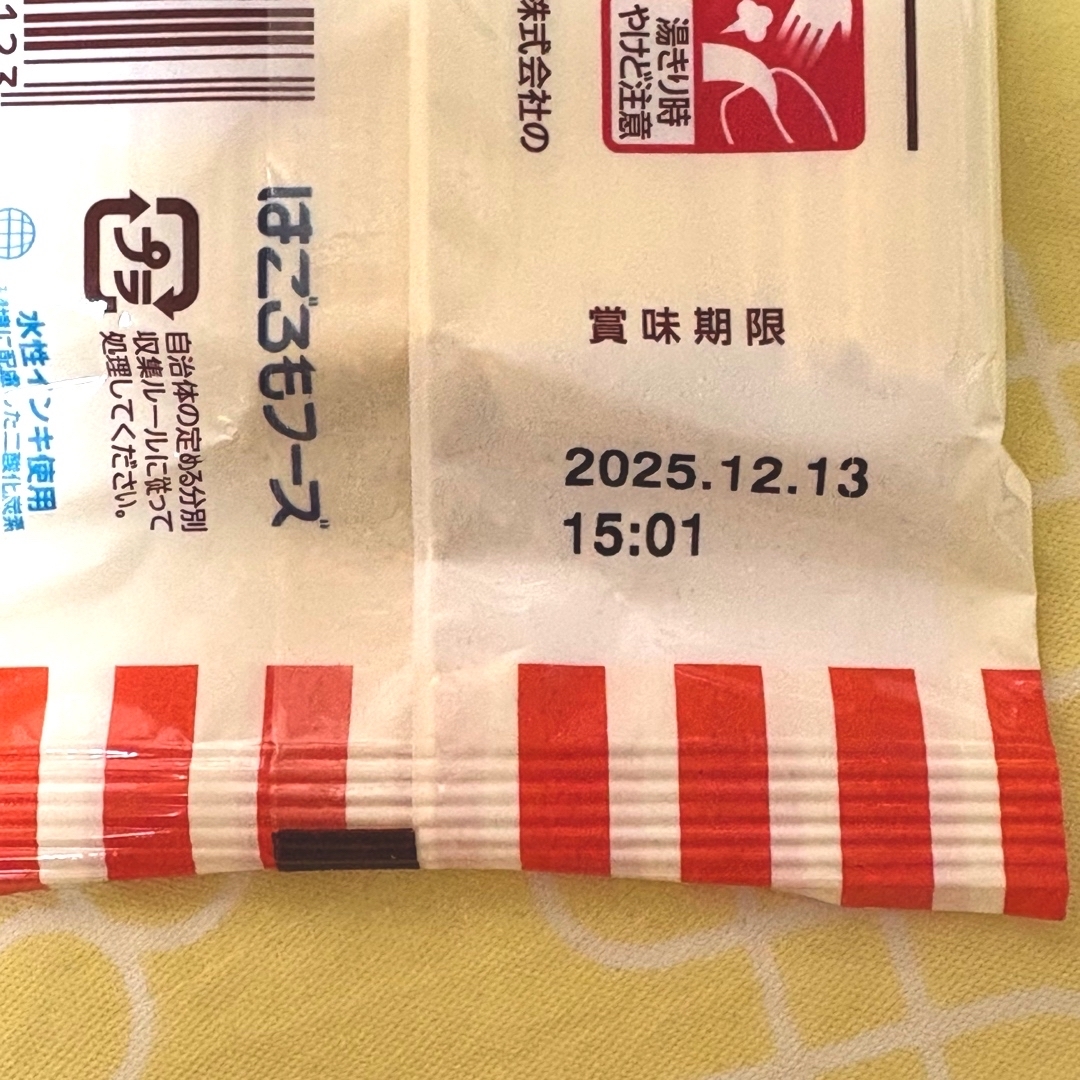 株式会社の
湯きり時
やけど注意
賞味期限
2025.12.13
15:01
はごろもフーズ
プラ
自治体の定める分別
収集ルールに従って
処理してください。
水性インキ使用
123